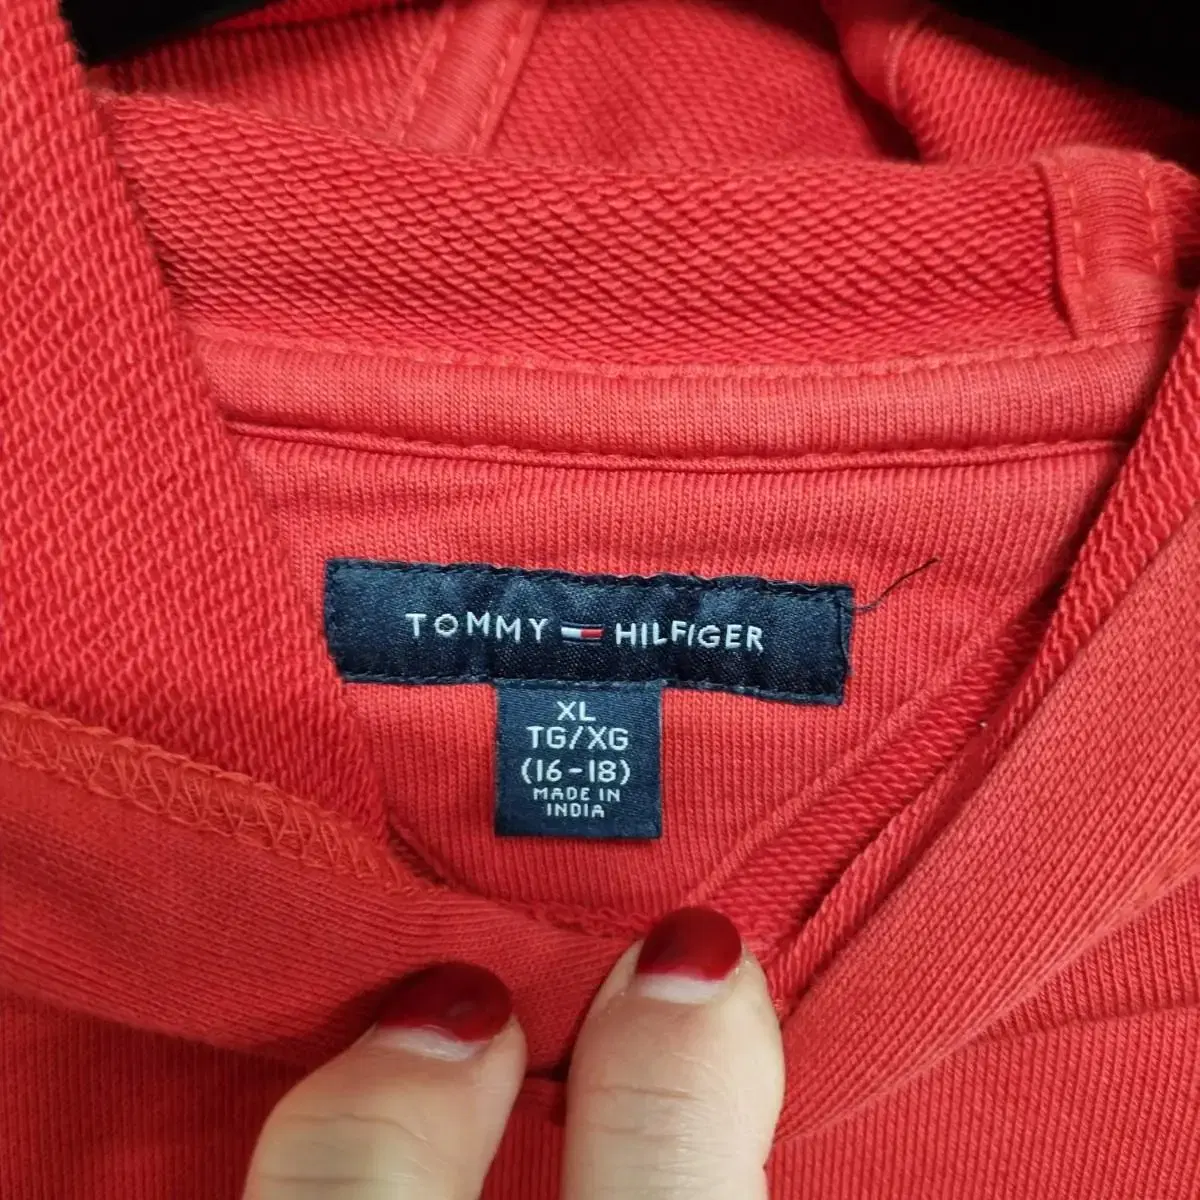 TOMMY HILFIGER
XL
TG/XG
(16-18)
MADE IN
INDIA